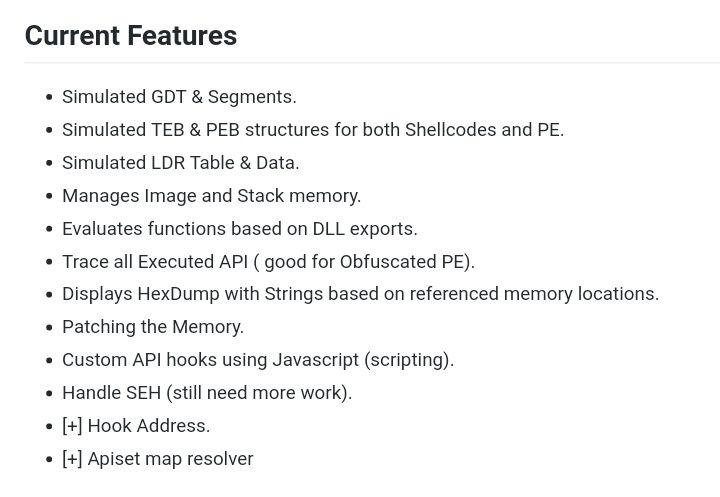 Current Features
• Simulated GDT & Segments.
• Simulated TEB & PEB structures for both Shellcodes and PE.
• Simulated LDR Table & Data.
• Manages Image and Stack memory.
• Evaluates functions based on DLL exports.
• Trace all Executed API ( good for Obfuscated PE).
• Displays HexDump with Strings based on referenced memory locations.
• Patching the Memory.
• Custom API hooks using Javascript (scripting).
• Handle SEH (still need more work).
• [+] Hook Address.
• [+] Apiset map resolver